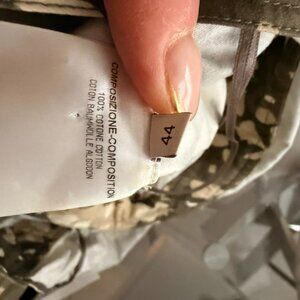 COMPOSIZIONE-COMPOSITION
100% COTONE COTTON
COTON BAUMWOLLE ALGODON
44